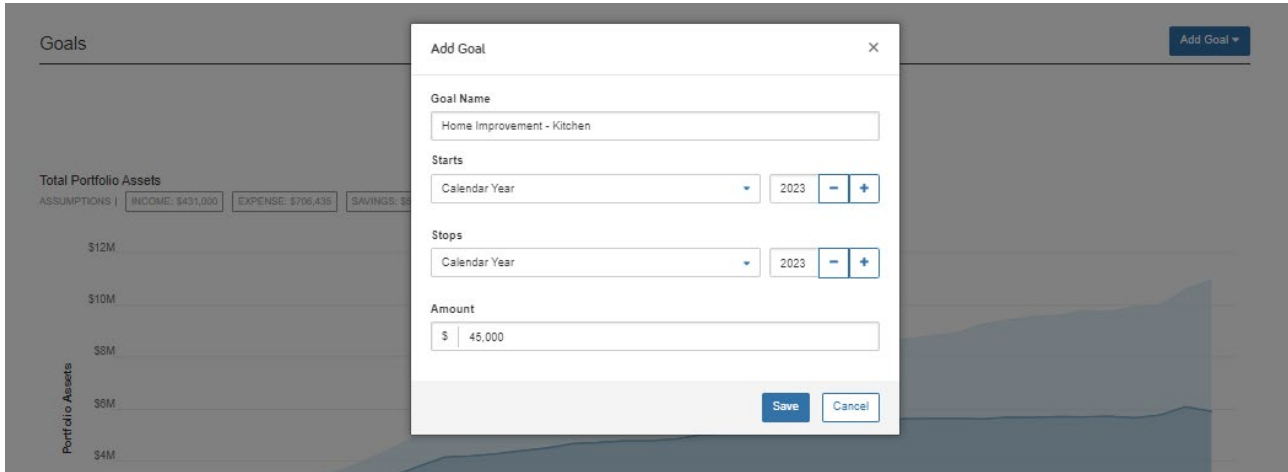 Goals
Add Goal
Add Goal
×
Goal Name
Home Improvement - Kitchen
Starts
Calendar Year
2023
−
+
Stops
Calendar Year
2023
−
+
Amount
$ 45,000
Save
Cancel
Total Portfolio Assets
ASSUMPTIONS | INCOME: $431,000 EXPENSE: $706,435 SAVINGS:
$12M
$10M
$8M
$6M
$4M
Portfolio Assets